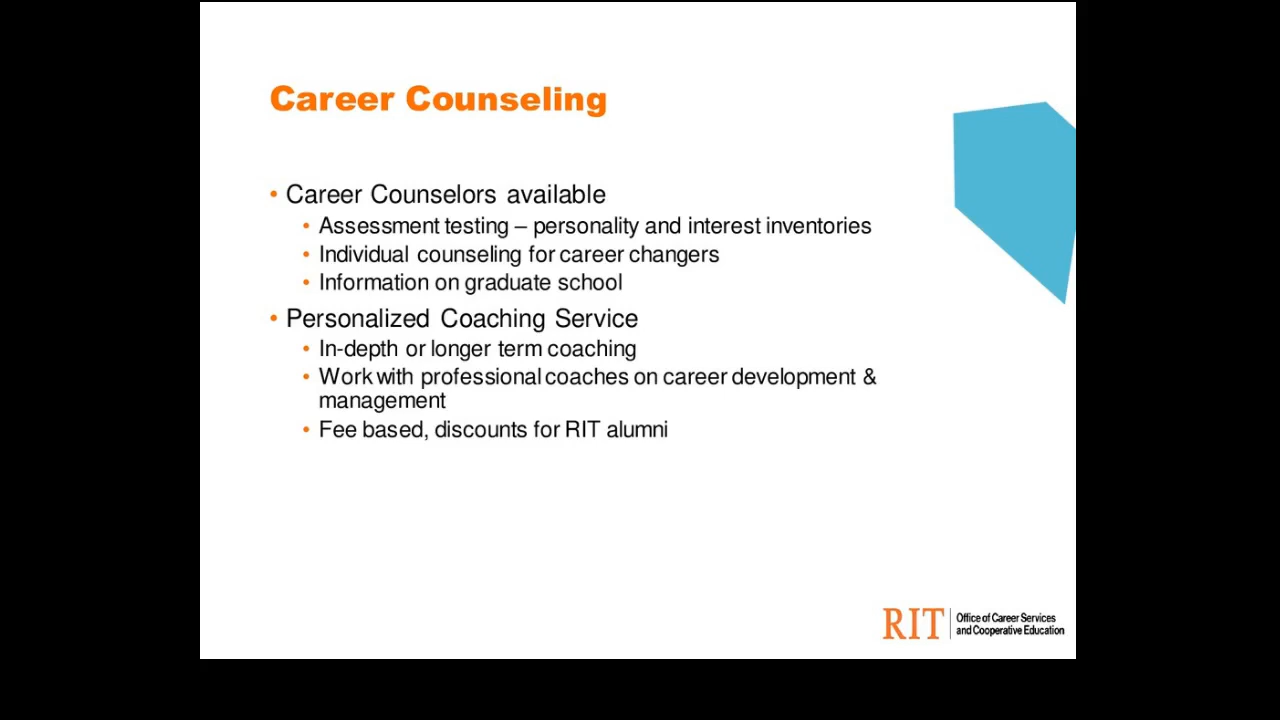 Career Counseling
• Career Counselors available
• Assessment testing – personality and interest inventories
• Individual counseling for career changers
• Information on graduate school
• Personalized Coaching Service
• In-depth or longer term coaching
• Work with professional coaches on career development &
management
• Fee based, discounts for RIT alumni
RIT
Office of Career Services
and Cooperative Education